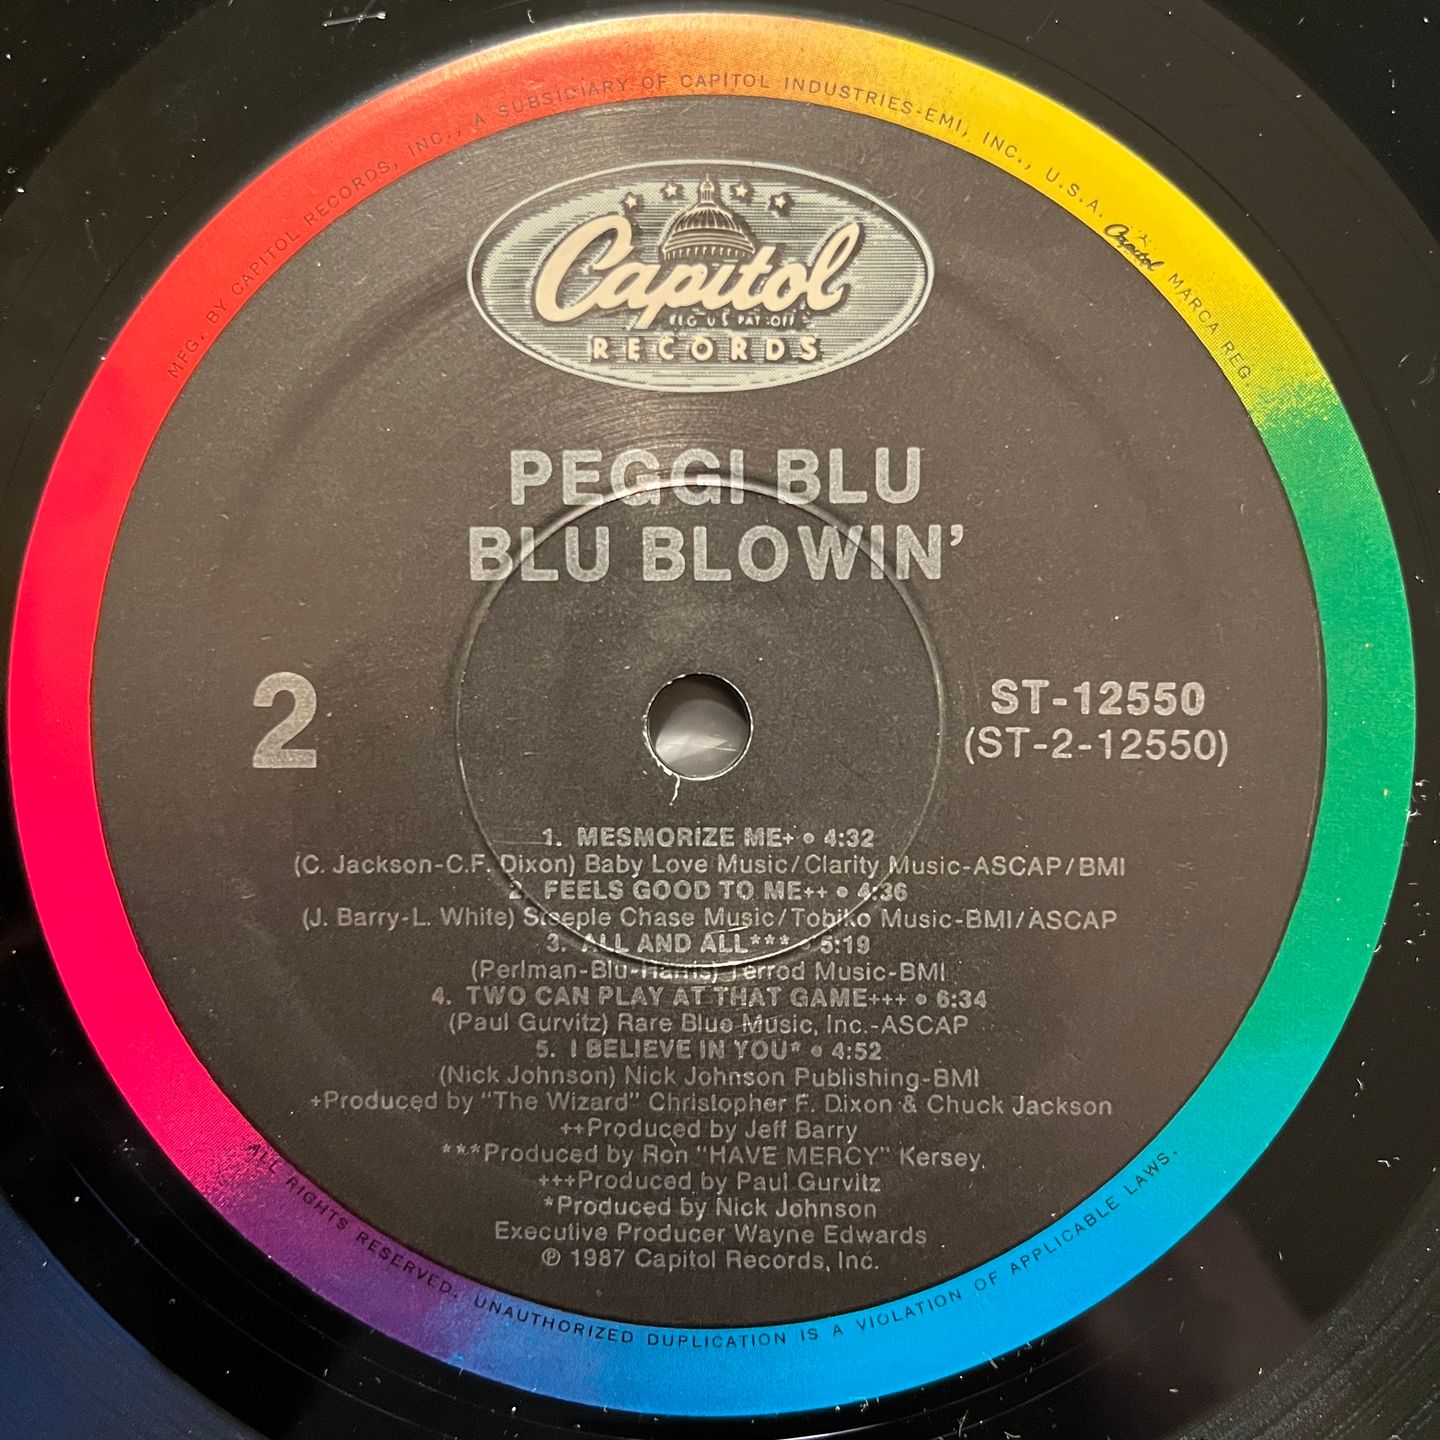 MFG. BY CAPITOL RECORDS, INC., A SUBSIDIARY OF CAPITOL INDUSTRIES-EMI, INC., U.S.A. Capitol MARCA REG.
Capitol
REG U S PAT OFF
RECORDS
PEGGI BLU
BLU BLOWIN’
2
ST-12550
(ST-2-12550)
1. MESMORIZE ME+ • 4:32
(C. Jackson-C.F. Dixon) Baby Love Music/Clarity Music-ASCAP/BMI
2. FEELS GOOD TO ME++ • 4:36
(J. Barry-L. White) Steeple Chase Music/Tobiko Music-BMI/ASCAP
3. ALL AND ALL*** • 5:19
(Perlman-Blu-Harris) Terrod Music-BMI
4. TWO CAN PLAY AT THAT GAME+++ • 6:34
(Paul Gurvitz) Rare Blue Music, Inc.-ASCAP
5. I BELIEVE IN YOU* • 4:52
(Nick Johnson) Nick Johnson Publishing-BMI
+Produced by "The Wizard" Christopher F. Dixon & Chuck Jackson
++Produced by Jeff Barry
***Produced by Ron "HAVE MERCY" Kersey,
+++Produced by Paul Gurvitz
*Produced by Nick Johnson
Executive Producer Wayne Edwards
℗ 1987 Capitol Records, Inc.
ALL RIGHTS RESERVED. UNAUTHORIZED DUPLICATION IS A VIOLATION OF APPLICABLE LAWS.